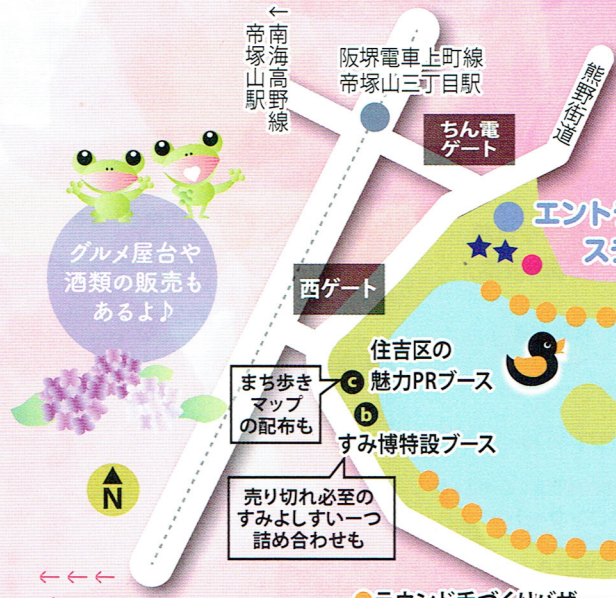 ←南海高野線
帝塚山駅
阪堺電車上町線
帝塚山三丁目駅
熊野街道
ちん電
ゲート
エント
ス
グルメ屋台や
酒類の販売も
あるよ♪
西ゲート
住吉区の
魅力PRブース
c
まち歩き
マップ
の配布も
b
すみ博特設ブース
売り切れ必至の
すみよしすいーつ
詰め合わせも
N
←←←